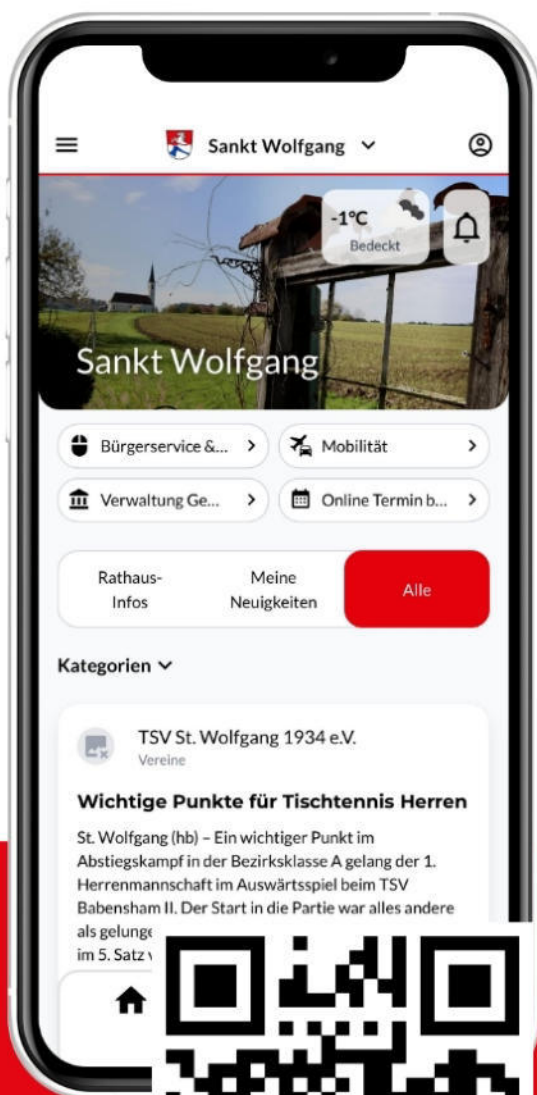 Sankt Wolfgang
-1°C
Bedeckt
Sankt Wolfgang
Bürgerservice &...
Mobilität
Verwaltung Ge...
Online Termin b...
Rathaus-
Infos
Meine
Neuigkeiten
Alle
Kategorien
TSV St. Wolfgang 1934 e.V.
Vereine
Wichtige Punkte für Tischtennis Herren
St. Wolfgang (hb) – Ein wichtiger Punkt im
Abstiegskampf in der Bezirksklasse A gelang der 1.
Herrenmannschaft im Auswärtsspiel beim TSV
Babensham II. Der Start in die Partie war alles andere
als
im 5. Satz